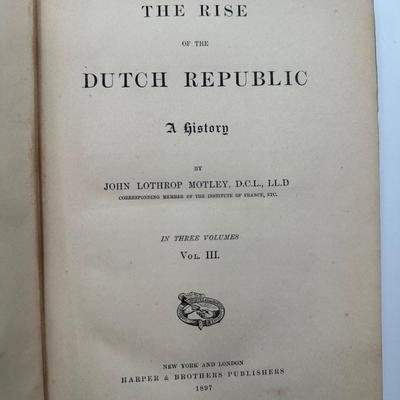 THE RISE
OF THE
DUTCH REPUBLIC
A History
BY
JOHN LOTHROP MOTLEY, D.C.L., LL.D
CORRESPONDING MEMBER OF THE INSTITUTE OF FRANCE, ETC.
IN THREE VOLUMES
VOL. III.
NEW YORK AND LONDON
HARPER & BROTHERS PUBLISHERS
1897